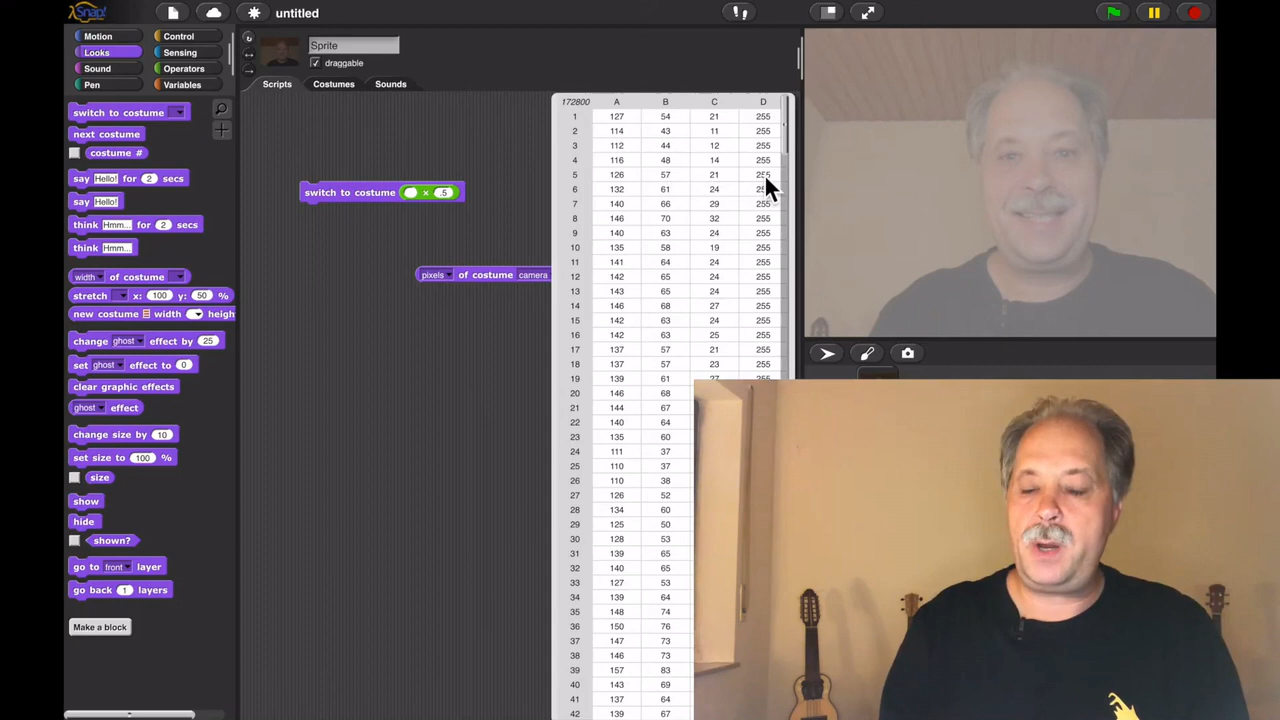 Snap!
untitled
Motion
Control
Looks
Sensing
Sound
Operators
Pen
Variables
Sprite
draggable
Scripts
Costumes
Sounds
switch to costume
next costume
costume #
say Hello! for 2 secs
say Hello!
think Hmm... for 2 secs
think Hmm...
width of costume
stretch x: 100 y: 50 %
new costume width heigh
change ghost effect by 25
set ghost effect to 0
clear graphic effects
ghost effect
change size by 10
set size to 100 %
size
show
hide
shown?
go to front layer
go back 1 layers
Make a block
switch to costume × .5
pixels of costume camera
172800 A B C D
1 127 54 21 255
2 114 43 11 255
3 112 44 12 255
4 116 48 14 255
5 126 57 21 255
6 132 61 24
7 140 66 29 255
8 146 70 32 255
9 140 63 24 255
10 135 58 19 255
11 141 64 24 255
12 142 65 24 255
13 143 65 24 255
14 146 68 27 255
15 142 63 24 255
16 142 63 25 255
17 137 57 21 255
18 137 57 23 255
19 139 61 27 255
20 146 68
21 144 67
22 140 64
23 135 60
24 111 37
25 110 37
26 110 38
27 126 52
28 134 60
29 125 50
30 128 53
31 139 65
32 140 65
33 127 53
34 139 64
35 148 74
36 150 76
37 147 73
38 146 73
39 157 83
40 143 69
41 137 64
42 139 67